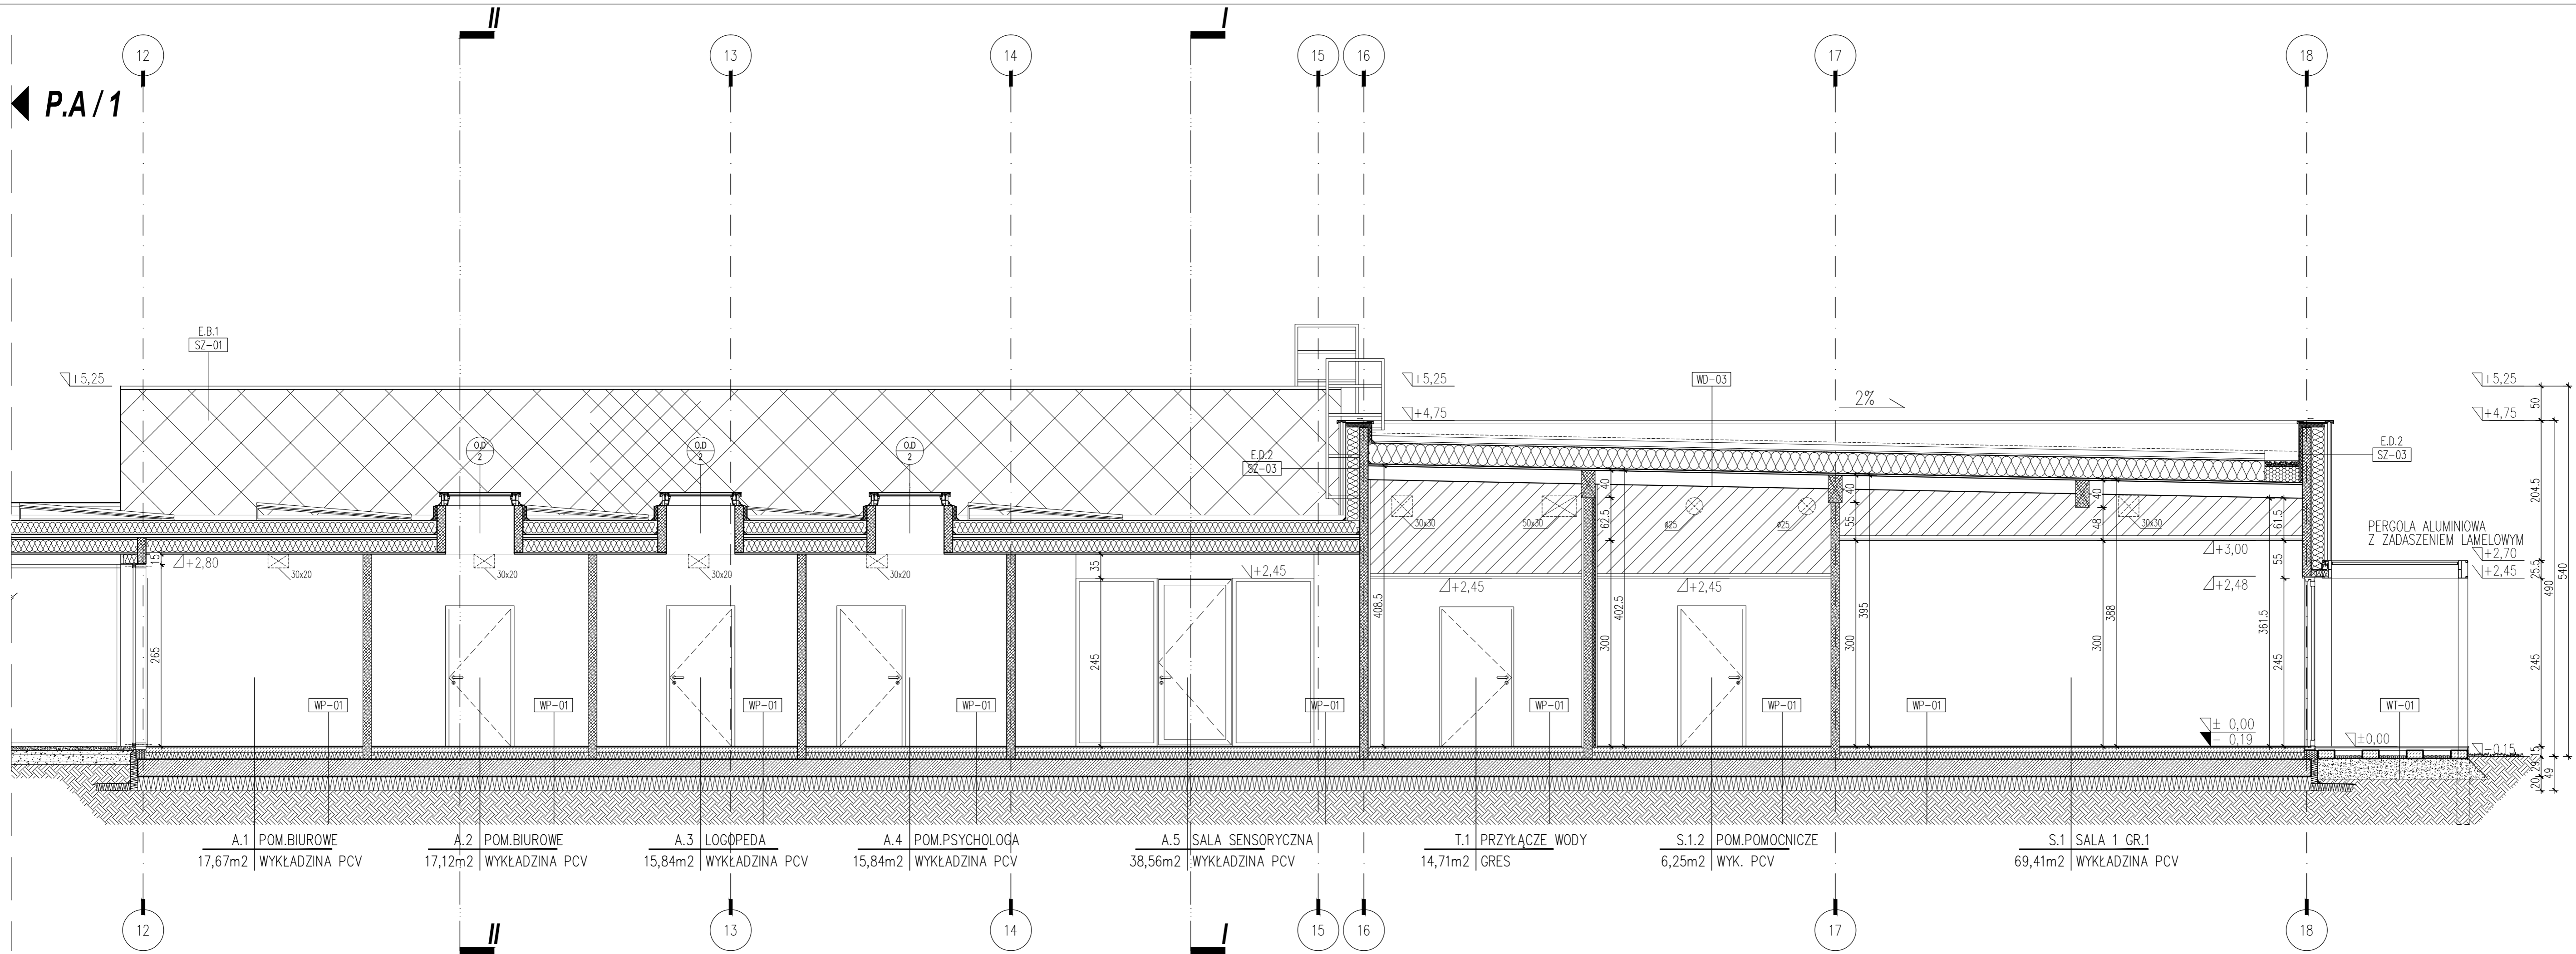 II
I
12
13
14
15
16
17
18
P.A / 1
E.B.1
SZ-01
+5,25
+5,25
+4,75
WD-03
2%
+5,25
+4,75
50
E.D.2
SZ-03
E.D.2
SZ-03
O.D
2
O.D
2
O.D
2
204.5
540
490
PERGOLA ALUMINIOWA
Z ZADASZENIEM LAMELOWYM
+2,70
+2,45
25.5
15
+2,80
30x20
30x20
30x20
30x20
35
+2,45
30x30
50x30
40
62.5
ø25
ø25
40
55
40
48
30x30
61.5
55
+3,00
+2,48
+2,45
+2,45
265
245
408.5
300
402.5
300
395
300
388
361.5
245
245
WP-01
WP-01
WP-01
WP-01
WP-01
WP-01
WP-01
WP-01
WT-01
± 0,00
- 0,19
±0,00
-0,15
15
29
20
49
A.1 POM.BIUROWE
17,67m2 WYKŁADZINA PCV
A.2 POM.BIUROWE
17,12m2 WYKŁADZINA PCV
A.3 LOGOPEDA
15,84m2 WYKŁADZINA PCV
A.4 POM.PSYCHOLOGA
15,84m2 WYKŁADZINA PCV
A.5 SALA SENSORYCZNA
38,56m2 WYKŁADZINA PCV
T.1 PRZYŁĄCZE WODY
14,71m2 GRES
S.1.2 POM.POMOCNICZE
6,25m2 WYK. PCV
S.1 SALA 1 GR.1
69,41m2 WYKŁADZINA PCV
12
13
14
15
16
17
18
II
I